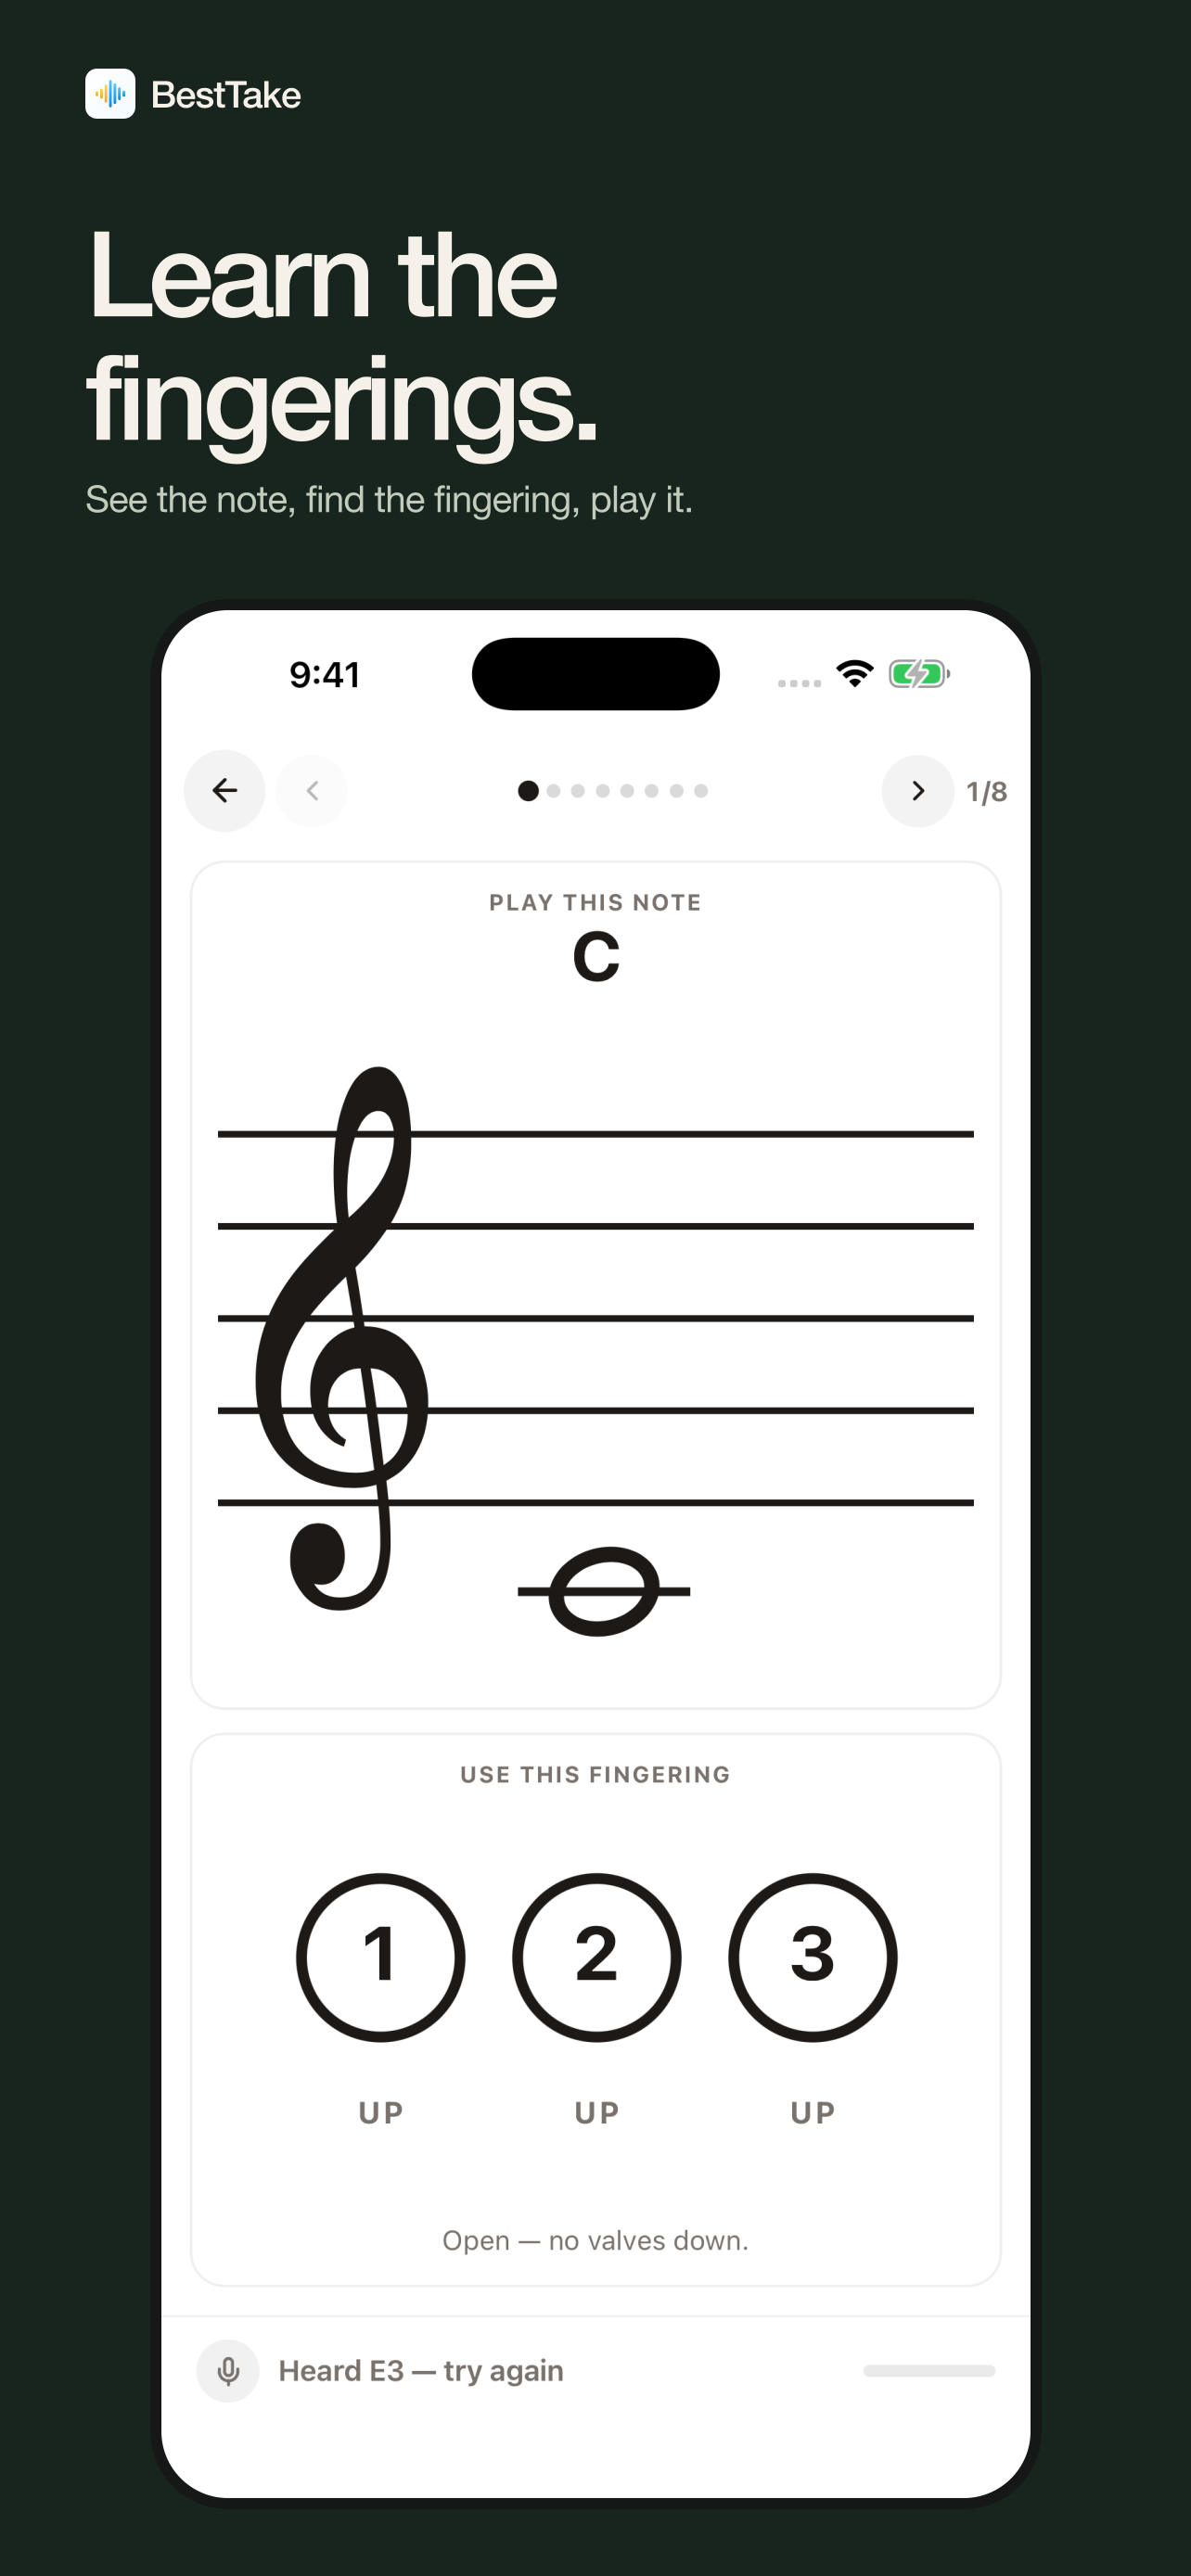 BestTake
Learn the
fingerings.
See the note, find the fingering, play it.
9:41
1/8
PLAY THIS NOTE
C
USE THIS FINGERING
1 2 3
UP UP UP
Open — no valves down.
Heard E3 — try again